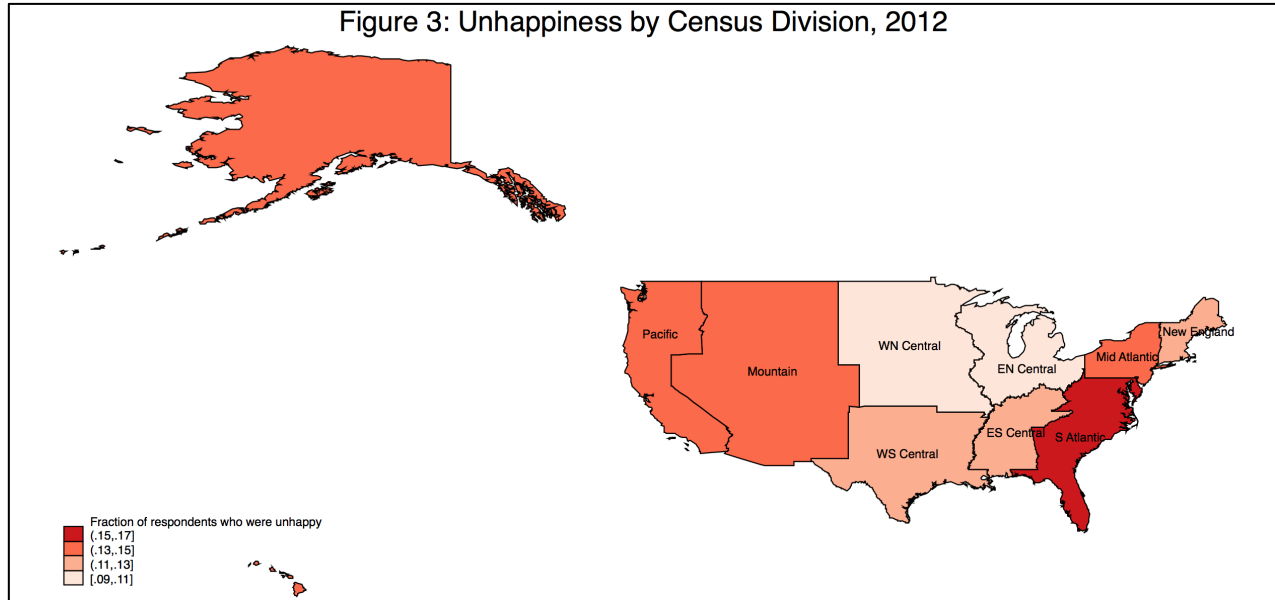 Figure 3: Unhappiness by Census Division, 2012
Pacific
Mountain
WN Central
EN Central
New England
Mid Atlantic
WS Central
ES Central
S Atlantic
Fraction of respondents who were unhappy
(.15,.17]
(.13,.15]
(.11,.13]
[.09,.11]